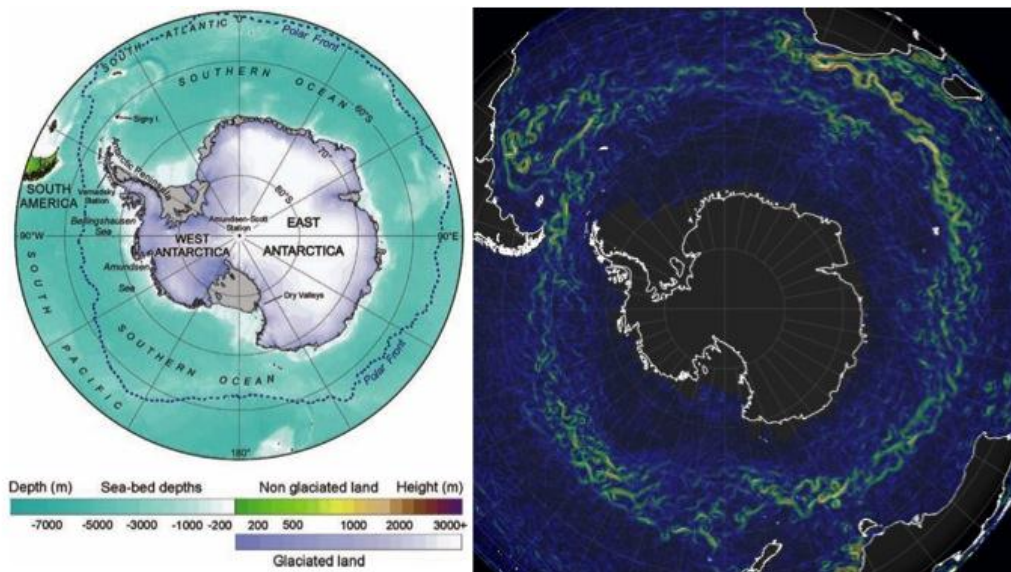 0°
SOUTH ATLANTIC
Polar Front
SOUTHERN OCEAN
60°S
Signy I.
70°
Antarctic Peninsula
80°S
SOUTH
AMERICA
Vernadsky
Station
Bellingshausen
Sea
Amundsen-Scott
Station
EAST
90°W
WEST
ANTARCTICA
ANTARCTICA
90°E
Amundsen
Sea
Dry Valleys
SOUTH PACIFIC
SOUTHERN OCEAN
Polar Front
180°
Depth (m) Sea-bed depths Non glaciated land Height (m)
-7000 -5000 -3000 -1000 -200 200 500 1000 2000 3000+
Glaciated land